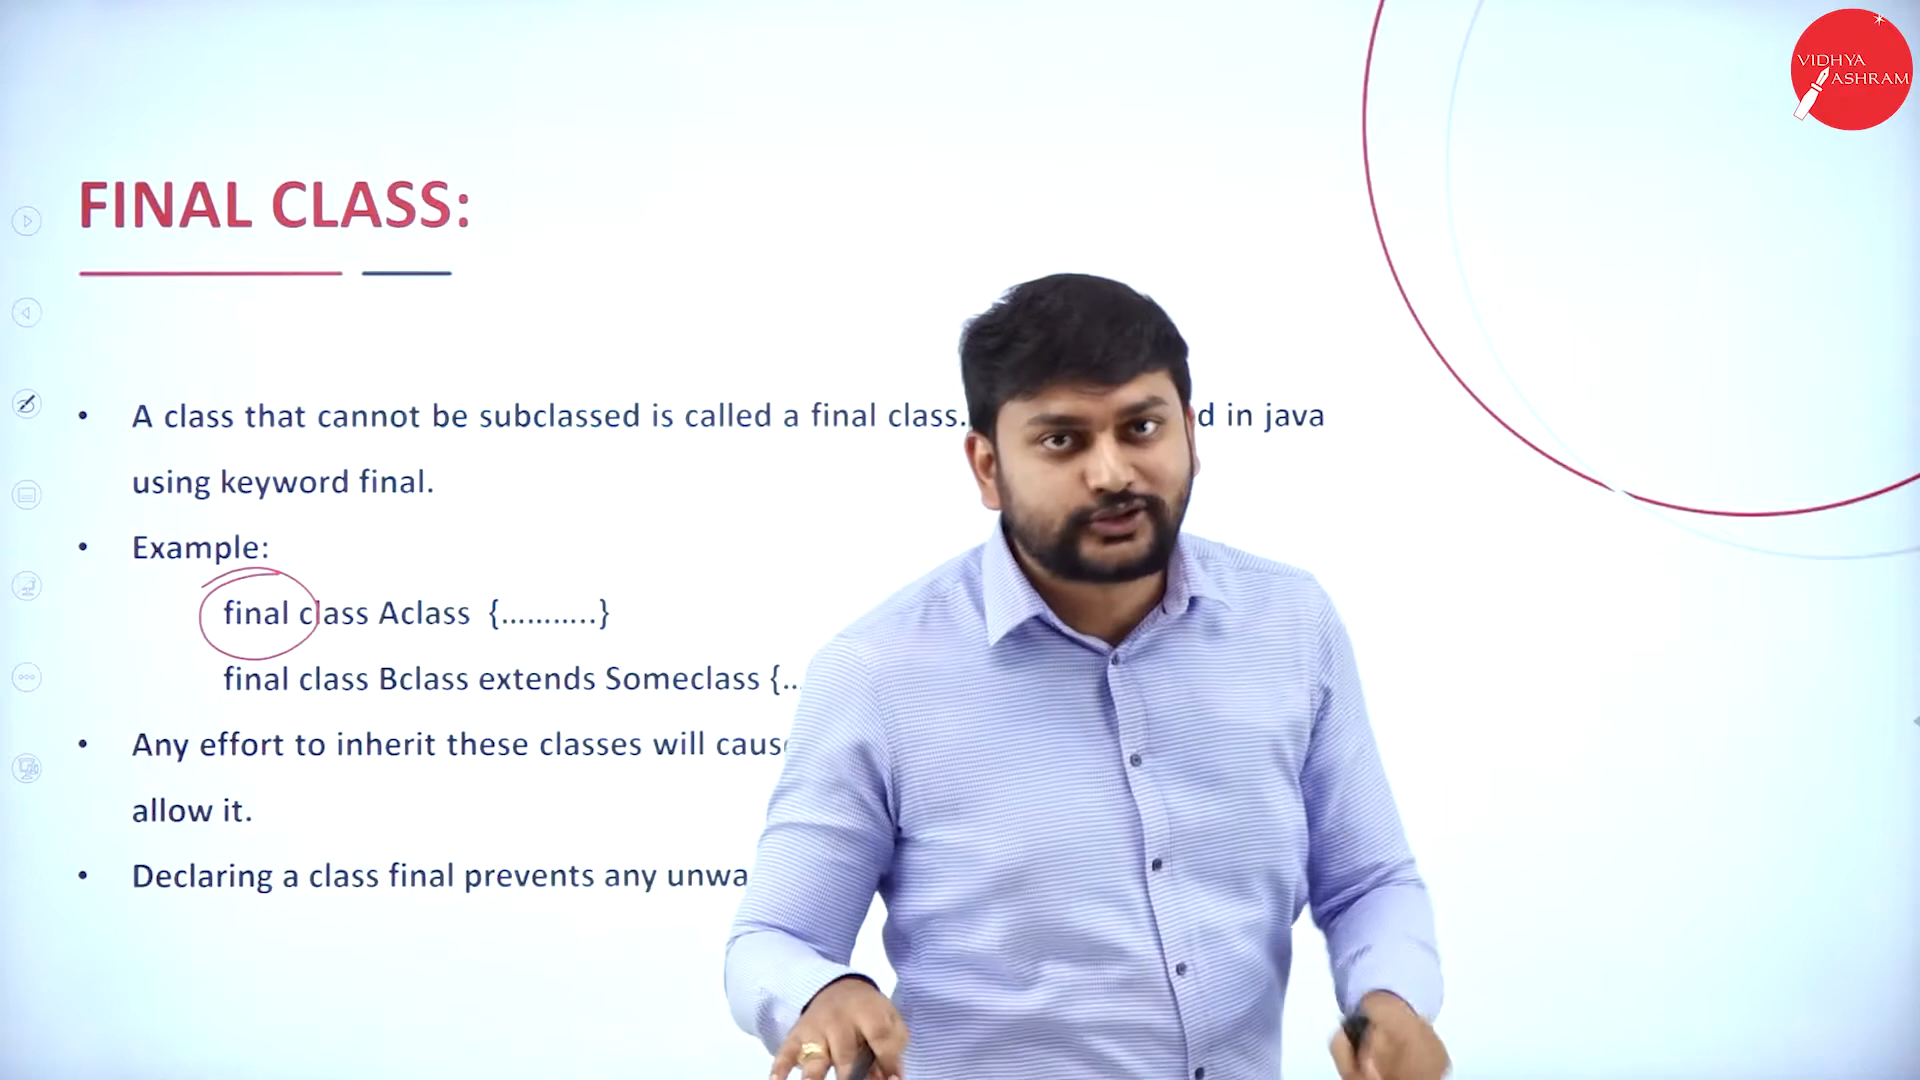 VIDHYA
ASHRAM
FINAL CLASS:
• A class that cannot be subclassed is called a final class. in java
using keyword final.
• Example:
final class Aclass {...........}
final class Bclass extends Someclass {..
• Any effort to inherit these classes will
allow it.
• Declaring a class final prevents any